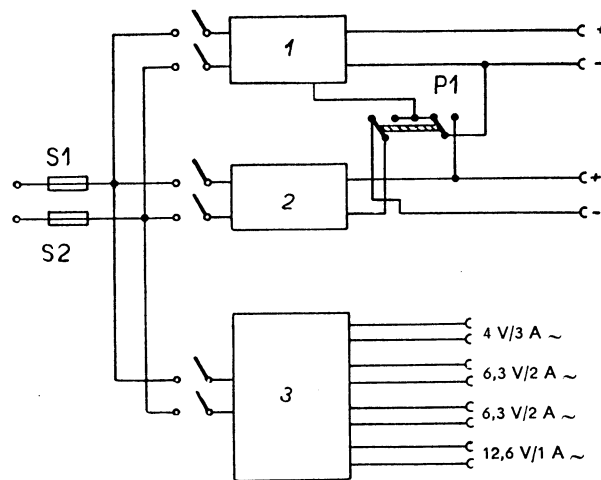 1
+
−
P1
S1
2
+
−
S2
3
4 V/3 A ~
6,3 V/2 A ~
6,3 V/2 A ~
12,6 V/1 A ~